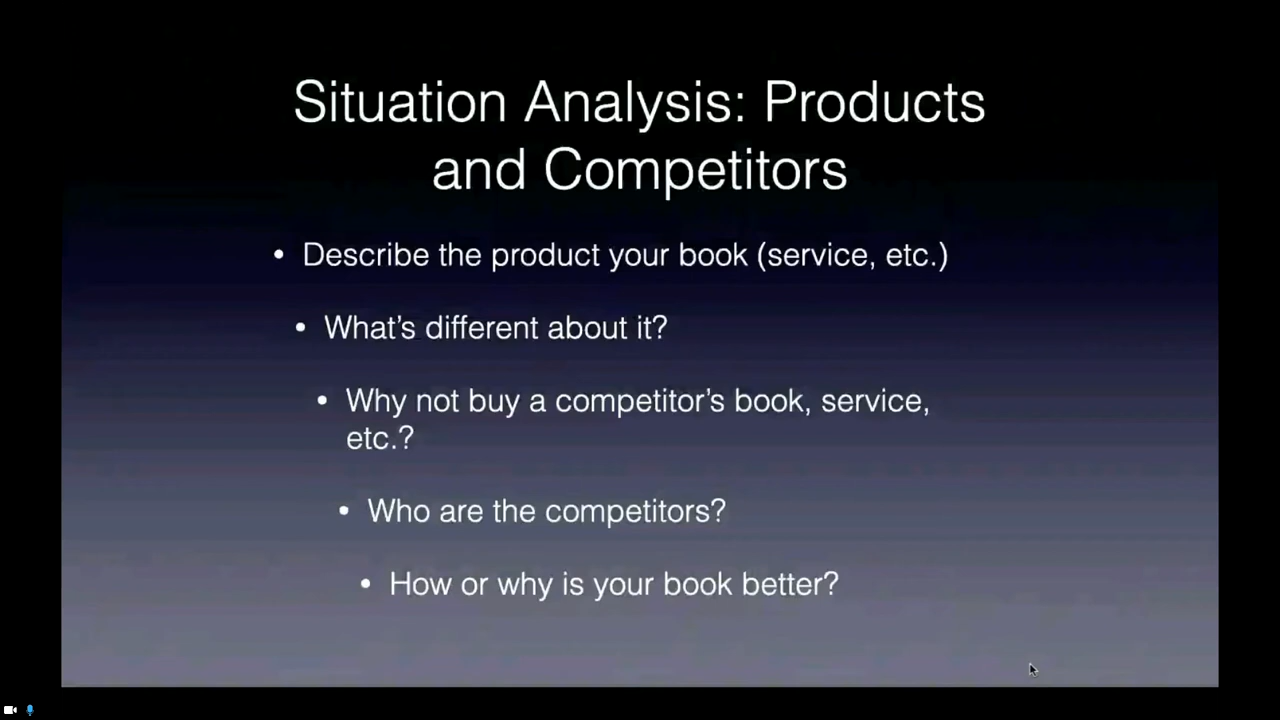 Situation Analysis: Products
and Competitors
• Describe the product your book (service, etc.)
• What's different about it?
• Why not buy a competitor's book, service,
etc.?
• Who are the competitors?
• How or why is your book better?